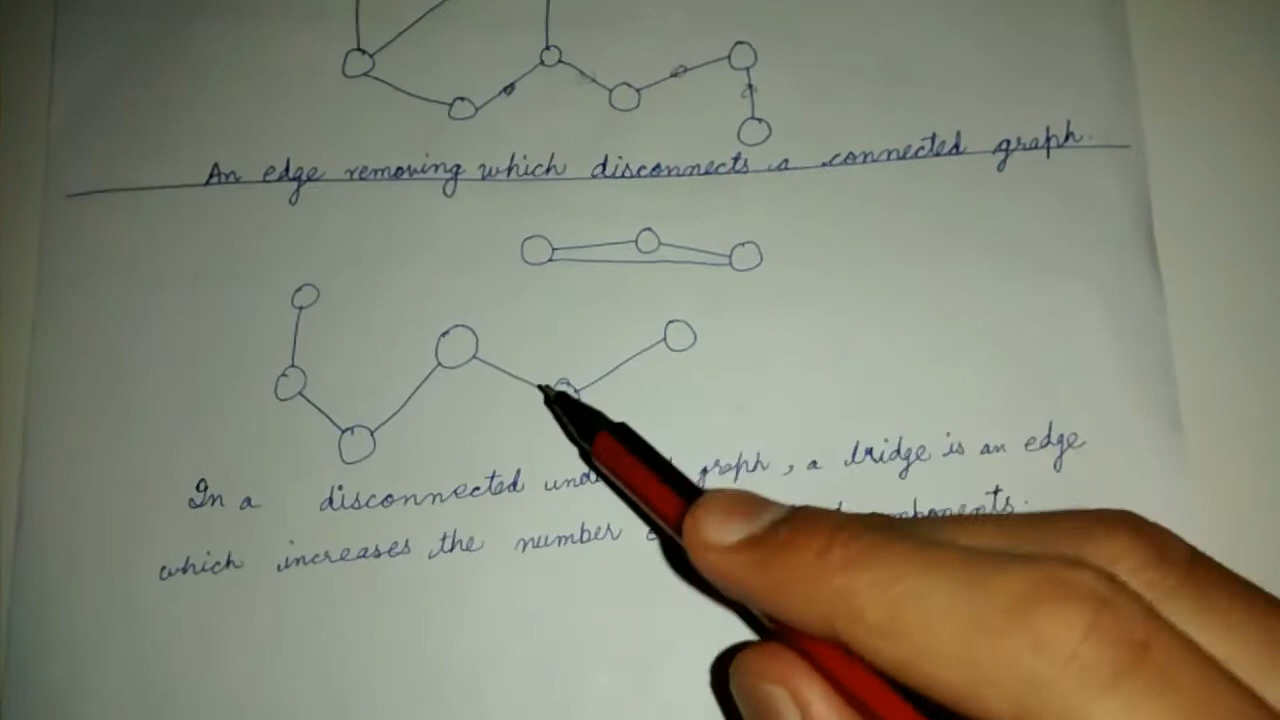 An edge removing which disconnects a connected graph.
In a disconnected graph, a bridge is an edge
which increases the number